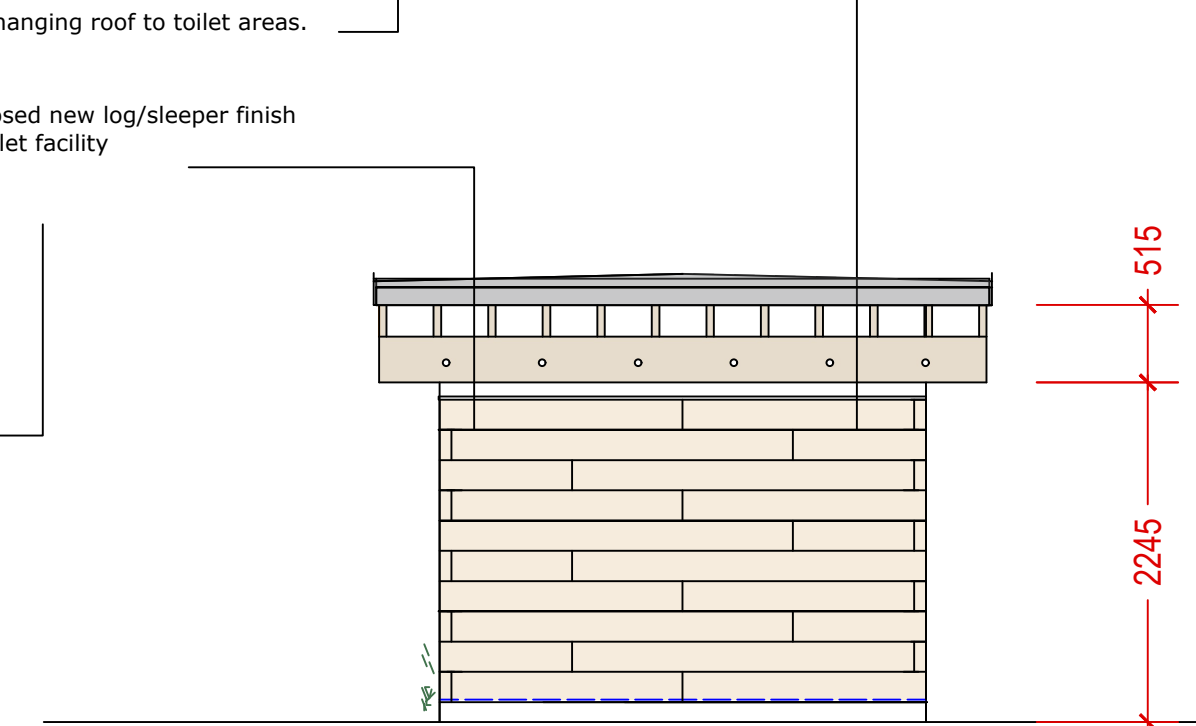 hanging roof to toilet areas.
osed new log/sleeper finish
let facility
515
2245